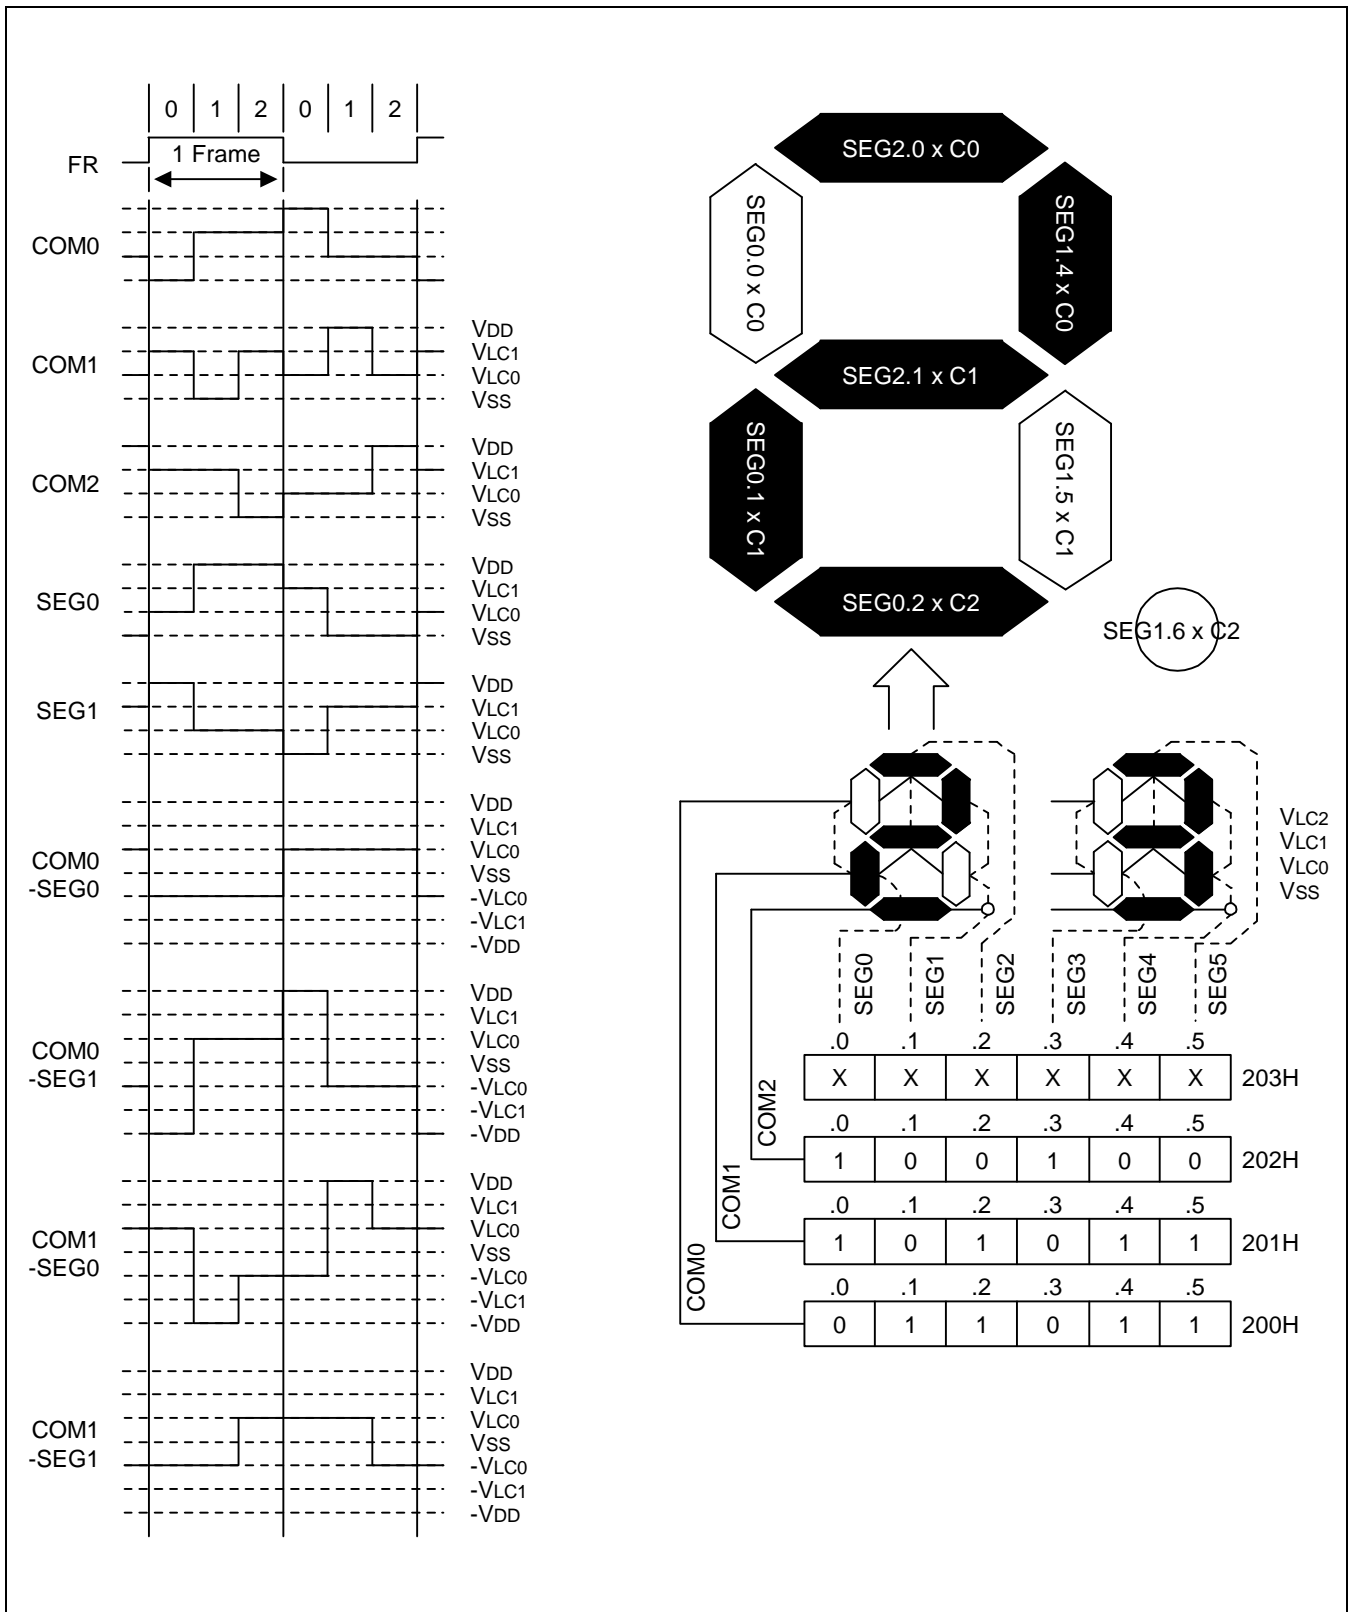 0 1 2 0 1 2
FR
1 Frame
COM0
COM1
VDD
VLC1
VLC0
VSS
COM2
VDD
VLC1
VLC0
VSS
SEG0
VDD
VLC1
VLC0
VSS
SEG1
VDD
VLC1
VLC0
VSS
COM0
-SEG0
VDD
VLC1
VLC0
VSS
-VLC0
-VLC1
-VDD
COM0
-SEG1
VDD
VLC1
VLC0
VSS
-VLC0
-VLC1
-VDD
COM1
-SEG0
VDD
VLC1
VLC0
VSS
-VLC0
-VLC1
-VDD
COM1
-SEG1
VDD
VLC1
VLC0
VSS
-VLC0
-VLC1
-VDD
SEG2.0 x C0
SEG0.0 x C0
SEG1.4 x C0
SEG2.1 x C1
SEG0.1 x C1
SEG1.5 x C1
SEG0.2 x C2
SEG1.6 x C2
VLC2
VLC1
VLC0
VSS
SEG0
SEG1
SEG2
SEG3
SEG4
SEG5
COM2
COM1
COM0
.0 .1 .2 .3 .4 .5
X X X X X X 203H
.0 .1 .2 .3 .4 .5
1 0 0 1 0 0 202H
.0 .1 .2 .3 .4 .5
1 0 1 0 1 1 201H
.0 .1 .2 .3 .4 .5
0 1 1 0 1 1 200H